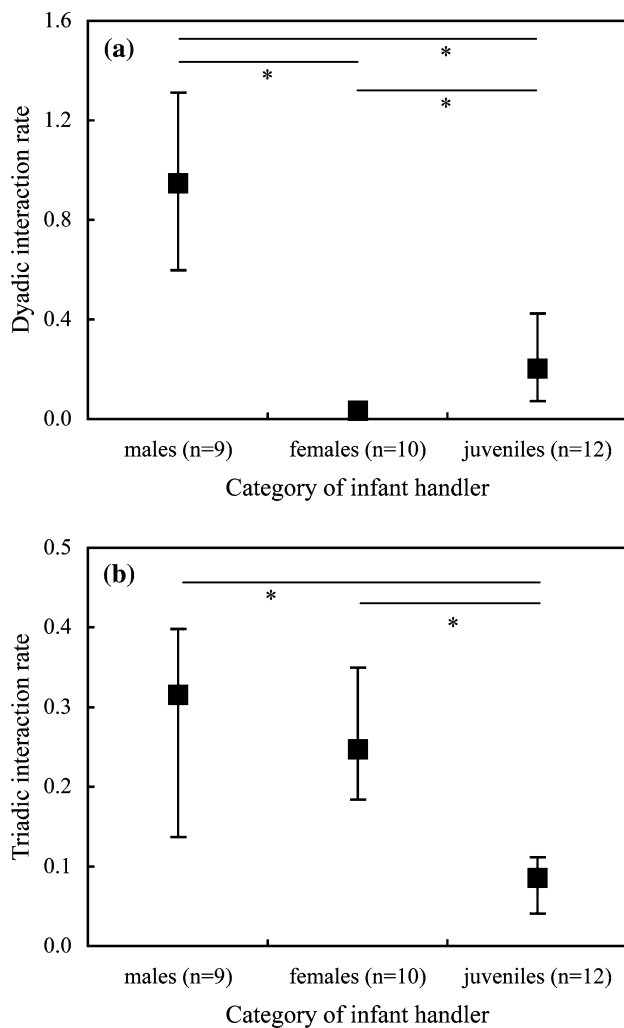 1.6
(a)
*
*
*
1.2
0.8
0.4
0.0
Dyadic interaction rate
males (n=9) females (n=10) juveniles (n=12)
Category of infant handler
0.5
(b)
*
*
0.4
0.3
0.2
0.1
0.0
Triadic interaction rate
males (n=9) females (n=10) juveniles (n=12)
Category of infant handler